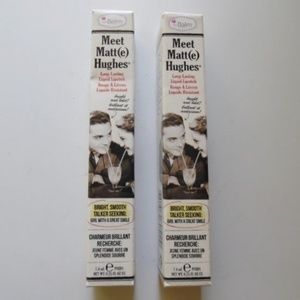 theBalm
Meet
Matt(e)
Hughes®
Long-Lasting
Liquid Lipstick
Rouge à Lèvres
Liquide Résistant
BRIGHT, SMOOTH
TALKER SEEKING:
GIRL WITH A GREAT SMILE
CHARMEUR BRILLANT
RECHERCHE:
JEUNE FEMME AVEC UN
SPLENDIDE SOURIRE
theBalm
Meet
Matt(e)
Hughes®
Long-Lasting
Liquid Lipstick
Rouge à Lèvres
Liquide Résistant
BRIGHT, SMOOTH
TALKER SEEKING:
GIRL WITH A GREAT SMILE
CHARMEUR BRILLANT
RECHERCHE:
JEUNE FEMME AVEC UN
SPLENDIDE SOURIRE